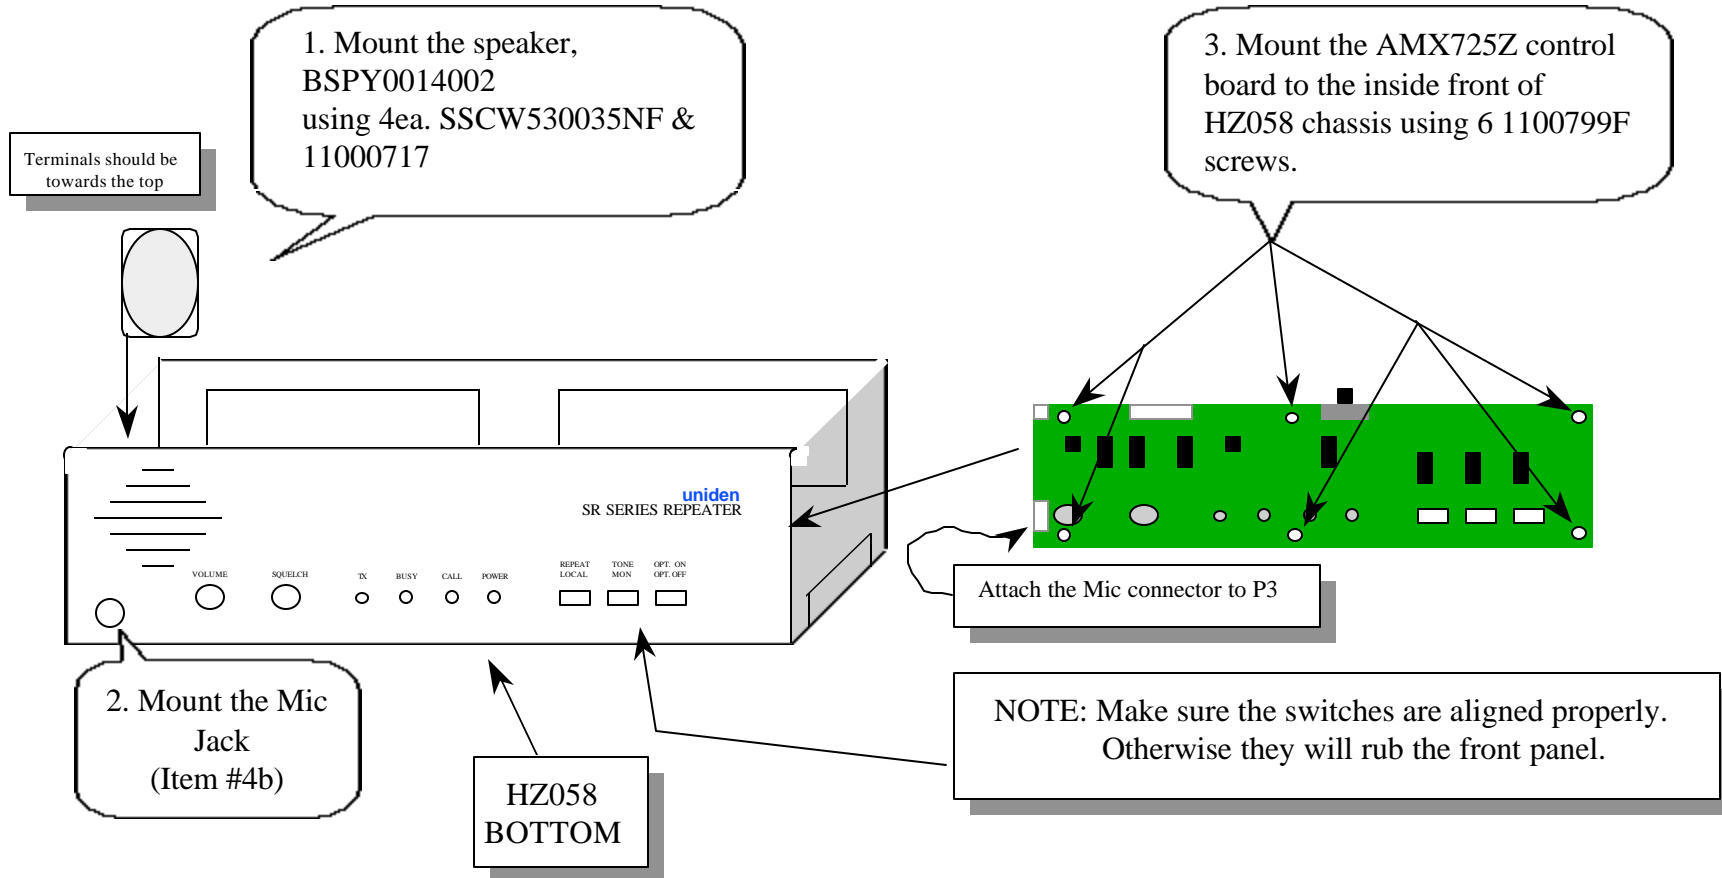 1. Mount the speaker,
BSPY0014002
using 4ea. SSCW530035NF &
11000717
3. Mount the AMX725Z control
board to the inside front of
HZ058 chassis using 6 1100799F
screws.
Terminals should be
towards the top
uniden
SR SERIES REPEATER
VOLUME
SQUELCH
TX
BUSY
CALL
POWER
REPEAT
LOCAL
TONE
MON
OPT. ON
OPT. OFF
Attach the Mic connector to P3
2. Mount the Mic
Jack
(Item #4b)
HZ058
BOTTOM
NOTE: Make sure the switches are aligned properly.
Otherwise they will rub the front panel.